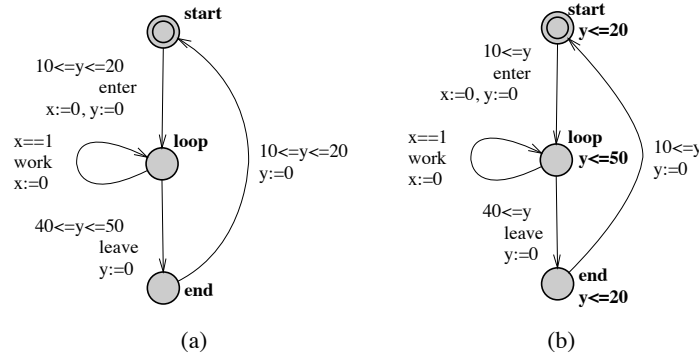 start
10<=y<=20
enter
x:=0, y:=0
x==1
work
x:=0
loop
10<=y<=20
y:=0
40<=y<=50
leave
y:=0
end
(a)
start
y<=20
10<=y
enter
x:=0, y:=0
x==1
work
x:=0
loop
y<=50
10<=y
y:=0
40<=y
leave
y:=0
end
y<=20
(b)